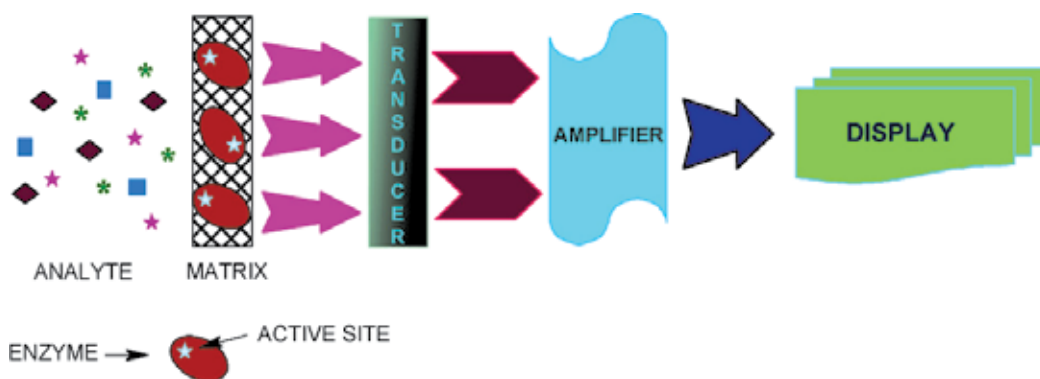 TRANSDUCER
AMPLIFIER
DISPLAY
ANALYTE
MATRIX
ACTIVE SITE
ENZYME